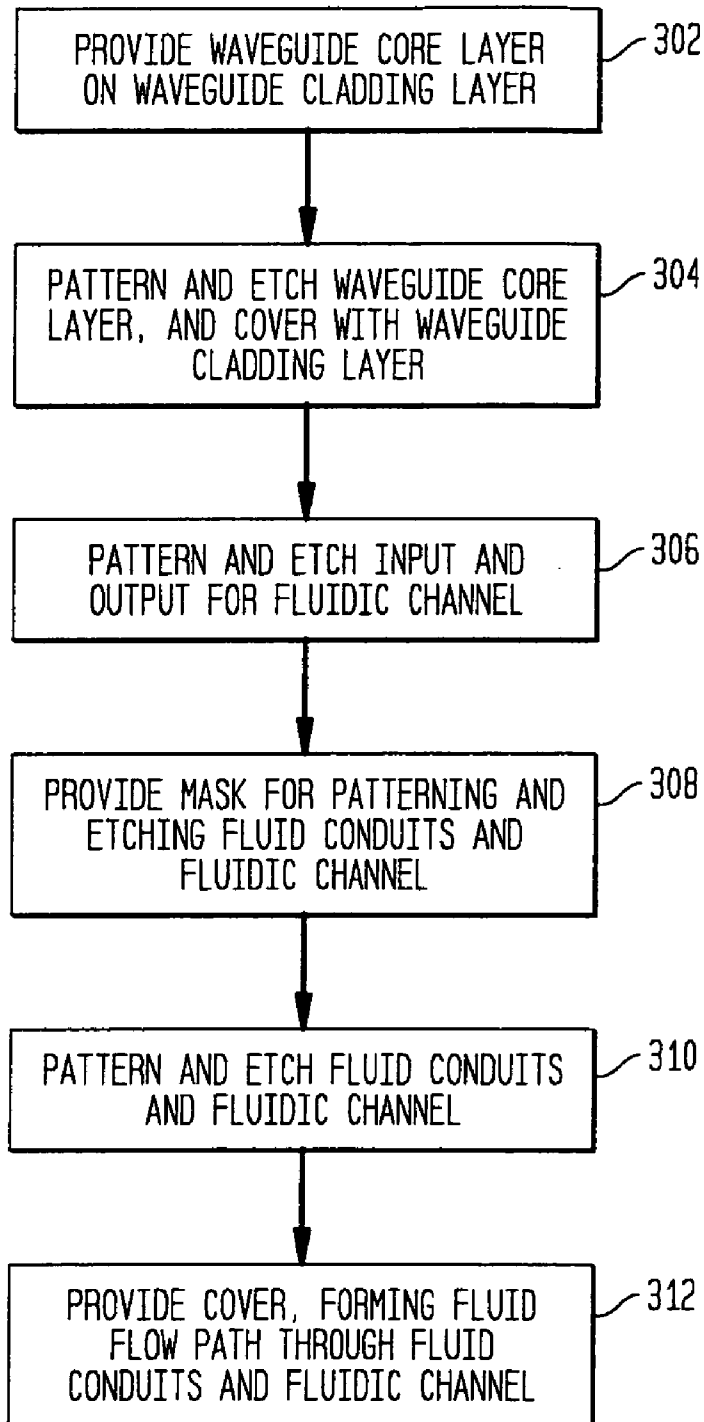 PROVIDE WAVEGUIDE CORE LAYER
ON WAVEGUIDE CLADDING LAYER
302
PATTERN AND ETCH WAVEGUIDE CORE
LAYER, AND COVER WITH WAVEGUIDE
CLADDING LAYER
304
PATTERN AND ETCH INPUT AND
OUTPUT FOR FLUIDIC CHANNEL
306
PROVIDE MASK FOR PATTERNING AND
ETCHING FLUID CONDUITS AND
FLUIDIC CHANNEL
308
PATTERN AND ETCH FLUID CONDUITS
AND FLUIDIC CHANNEL
310
PROVIDE COVER, FORMING FLUID
FLOW PATH THROUGH FLUID
CONDUITS AND FLUIDIC CHANNEL
312